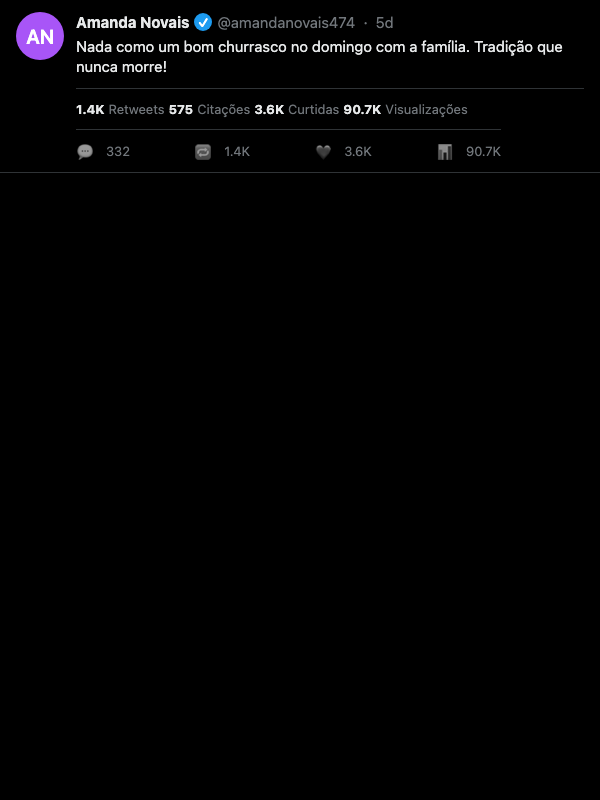 AN
Amanda Novais @amandanovais474 · 5d
Nada como um bom churrasco no domingo com a família. Tradição que
nunca morre!
1.4K Retweets 575 Citações 3.6K Curtidas 90.7K Visualizações
332 1.4K 3.6K 90.7K